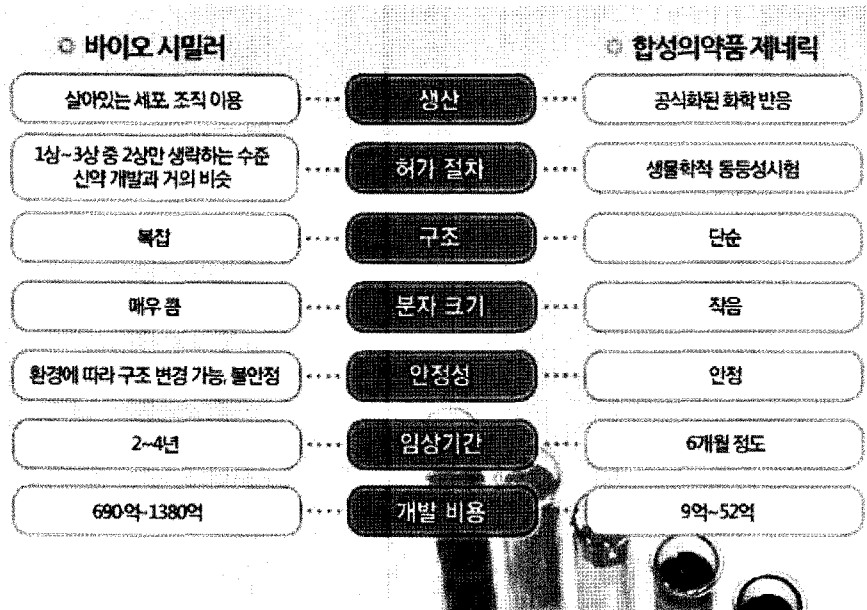 바이오 시밀러
합성의약품 제네릭
살아있는 세포, 조직 이용
생산
공식화된 화학 반응
1상~3상 중 2상만 생략하는 수준
신약 개발과 거의 비슷
허가 절차
생물학적 동등성시험
복잡
구조
단순
매우 큼
분자 크기
작음
환경에 따라 구조 변경 가능, 불안정
안정성
안정
2~4년
임상기간
6개월 정도
690억~1380억
개발 비용
9억~52억